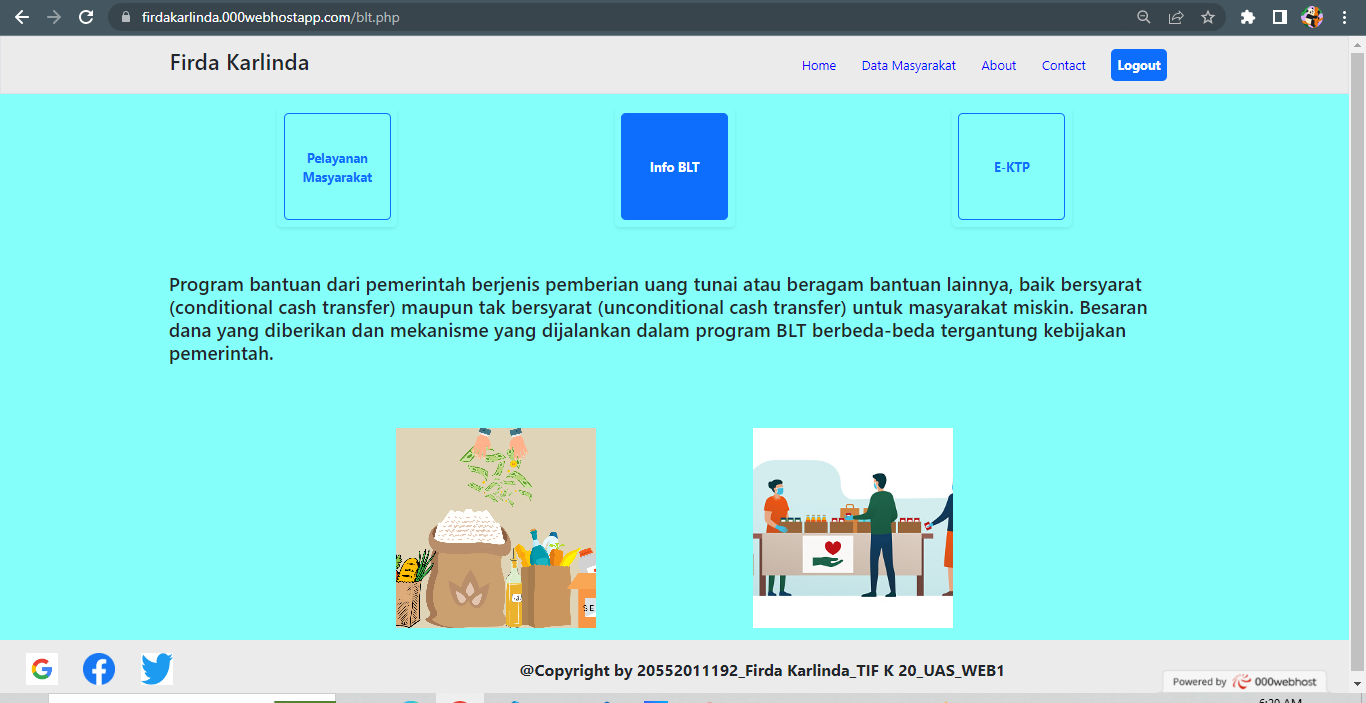 firdakarlinda.000webhostapp.com/blt.php
Firda Karlinda
Home Data Masyarakat About Contact Logout
Pelayanan
Masyarakat
Info BLT
E-KTP
Program bantuan dari pemerintah berjenis pemberian uang tunai atau beragam bantuan lainnya, baik bersyarat
(conditional cash transfer) maupun tak bersyarat (unconditional cash transfer) untuk masyarakat miskin. Besaran
dana yang diberikan dan mekanisme yang dijalankan dalam program BLT berbeda-beda tergantung kebijakan
pemerintah.
SE
@Copyright by 20552011192_Firda Karlinda_TIF K 20_UAS_WEB1
Powered by 000webhost